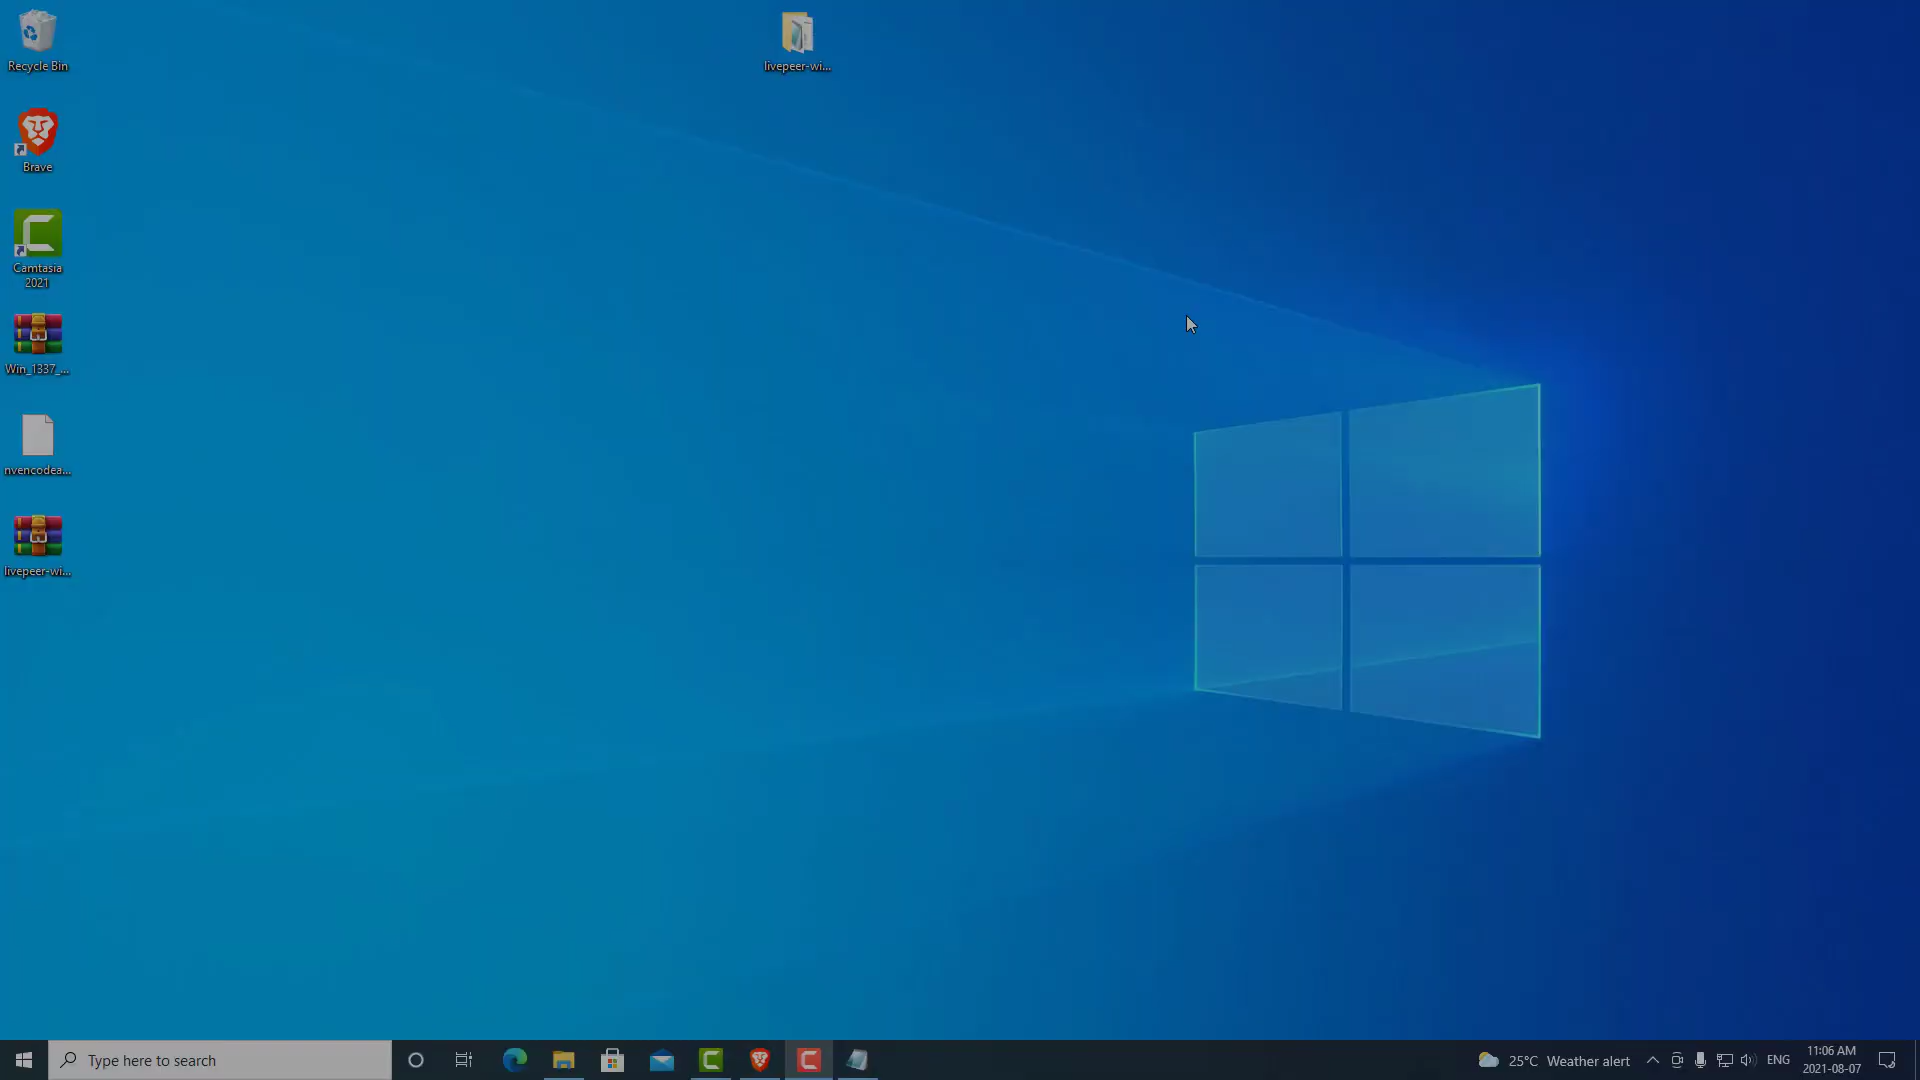 Recycle Bin
livepeer-wi...
Brave
Camtasia
2021
Win_1337_...
nvencodea...
livepeer-wi...
Type here to search
25°C Weather alert
ENG
11:06 AM
2021-08-07